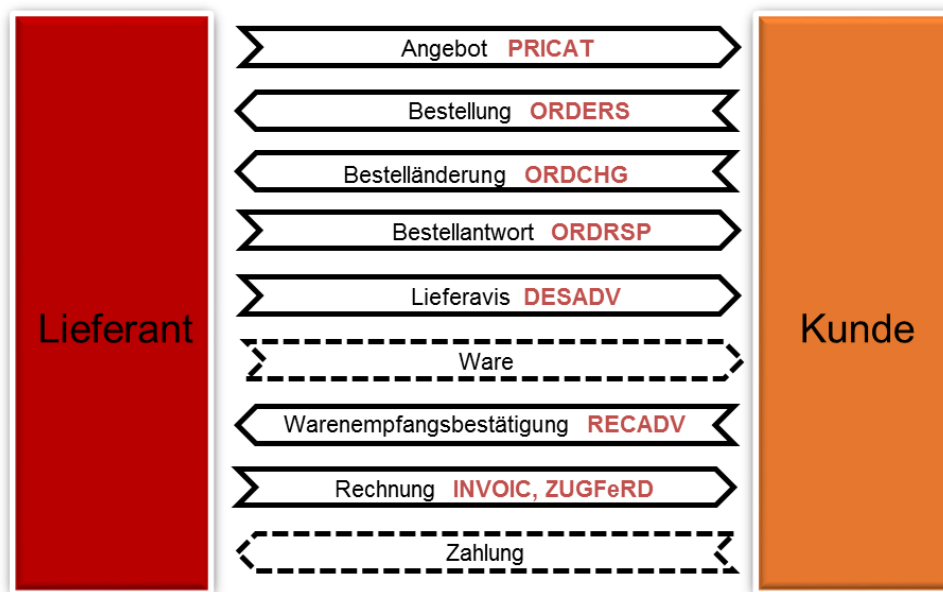 Angebot PRICAT
Bestellung ORDERS
Bestelländerung ORDCHG
Bestellantwort ORDRSP
Lieferavis DESADV
Lieferant
Kunde
Ware
Warenempfangsbestätigung RECADV
Rechnung INVOIC, ZUGFeRD
Zahlung